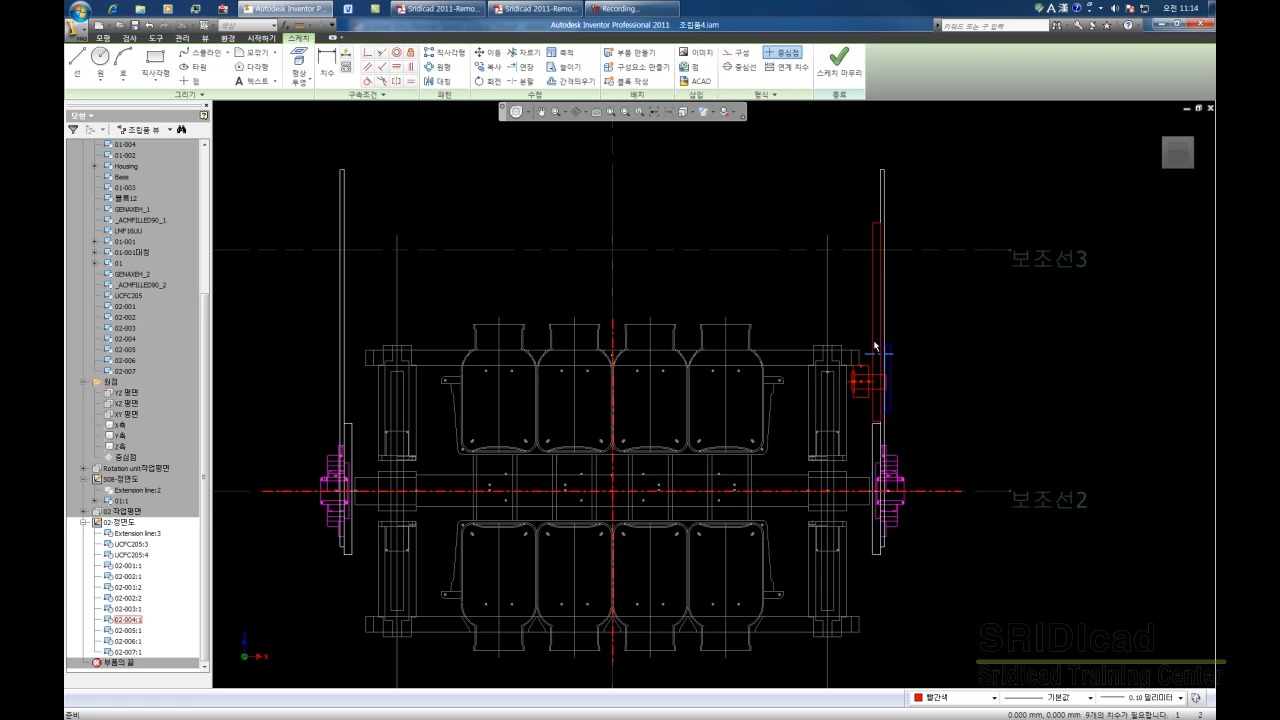 Autodesk Inventor P...
Sridicad 2011-Remo...
Sridicad 2011-Remo...
Recording...
오전 11:14
색상
Autodesk Inventor Professional 2011 조립품4.iam
키워드 또는 구 입력
모형 검사 도구 관리 뷰 환경 시작하기 스케치
선 원 호 직사각형
스플라인 모깎기
타원 다각형
점 텍스트
형상 투영
치수
직사각형
원형
대칭
이동 자르기 축척
복사 연장 늘이기
회전 분할 간격띄우기
부품 만들기
구성요소 만들기
블록 작성
이미지
점
ACAD
구성 중심점
중심선 연계 치수
스케치 마무리
그리기 구속조건 패턴 수정 배치 삽입 형식 종료
모형
조립품 뷰
01-004
01-002
Housing
Base
01-003
블록12
GENAXEH_1
_ACMFILLED90_1
LMF16UU
01-001
01-001대칭
01
GENAXEH_2
_ACMFILLED90_2
UCFC205
02-001
02-002
02-003
02-004
02-005
02-006
02-007
원점
YZ 평면
XZ 평면
XY 평면
X축
Y축
Z축
중심점
Rotation unit작업평면
S08-정면도
Extension line:2
01:1
02 작업평면
02-정면도
Extension line:3
UCFC205:3
UCFC205:4
02-001:1
02-002:1
02-001:2
02-002:2
02-003:1
02-004:1
02-005:1
02-006:1
02-007:1
부품의 끝
보조선3
보조선2
Z
X
SRIDIcad
Sridicad Training Center
빨간색 기본값 0.10 밀리미터
준비
0.000 mm, 0.000 mm 9개의 치수가 필요합니다. 1 2